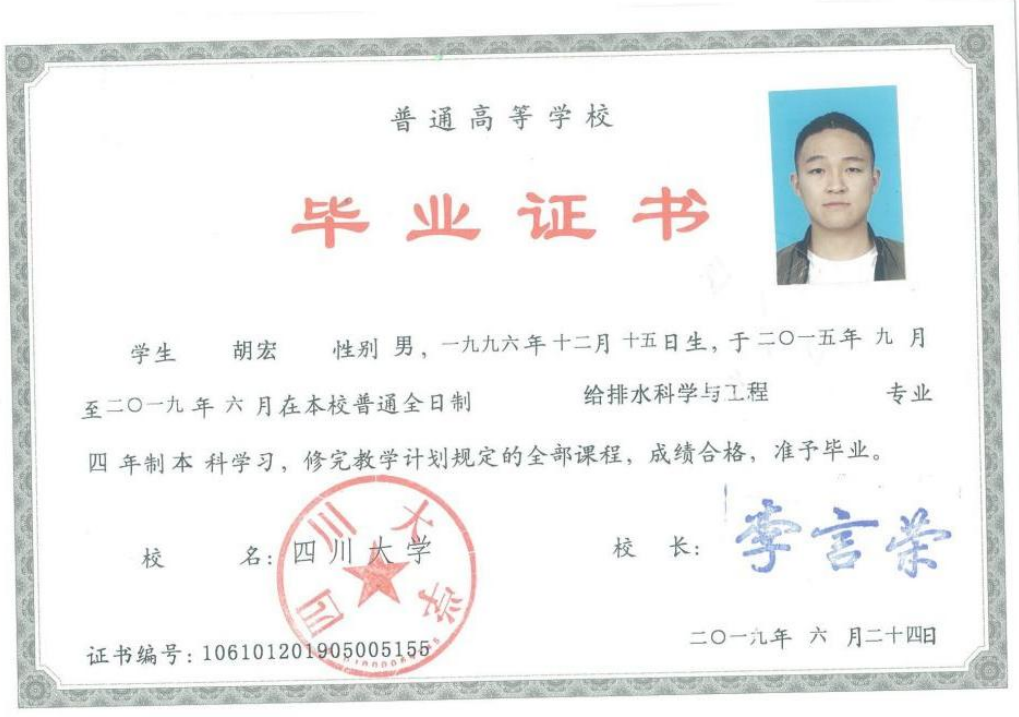 普通高等学校
毕业证书
学生 胡宏 性别 男，一九九六年十二月十五日生，于二〇一五年 九 月
至二〇一九 年 六 月在本校普通全日制 给排水科学与工程 专业
四 年制 本 科学习，修完教学计划规定的全部课程，成绩合格，准予毕业。
校 名：四川大学
校 长：李言荣
四川大学
证书编号：106101201905005155
二〇一九年 六 月二十四日